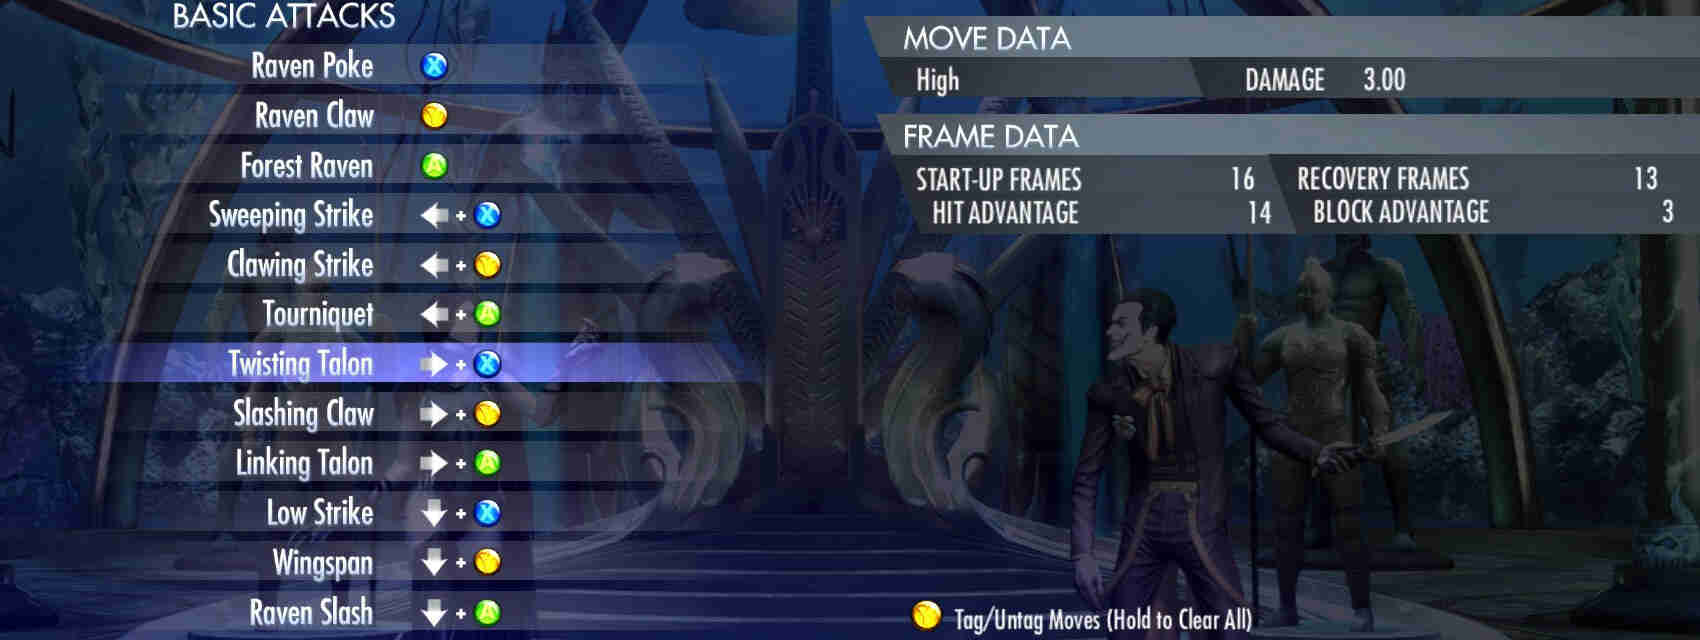 BASIC ATTACKS
Raven Poke X
Raven Claw Y
Forest Raven A
Sweeping Strike + X
Clawing Strike + Y
Tourniquet + A
Twisting Talon + X
Slashing Claw + Y
Linking Talon + A
Low Strike + X
Wingspan + Y
Raven Slash + A
MOVE DATA
High DAMAGE 3.00
FRAME DATA
START-UP FRAMES 16 RECOVERY FRAMES 13
HIT ADVANTAGE 14 BLOCK ADVANTAGE 3
Y Tag/Untag Moves (Hold to Clear All)